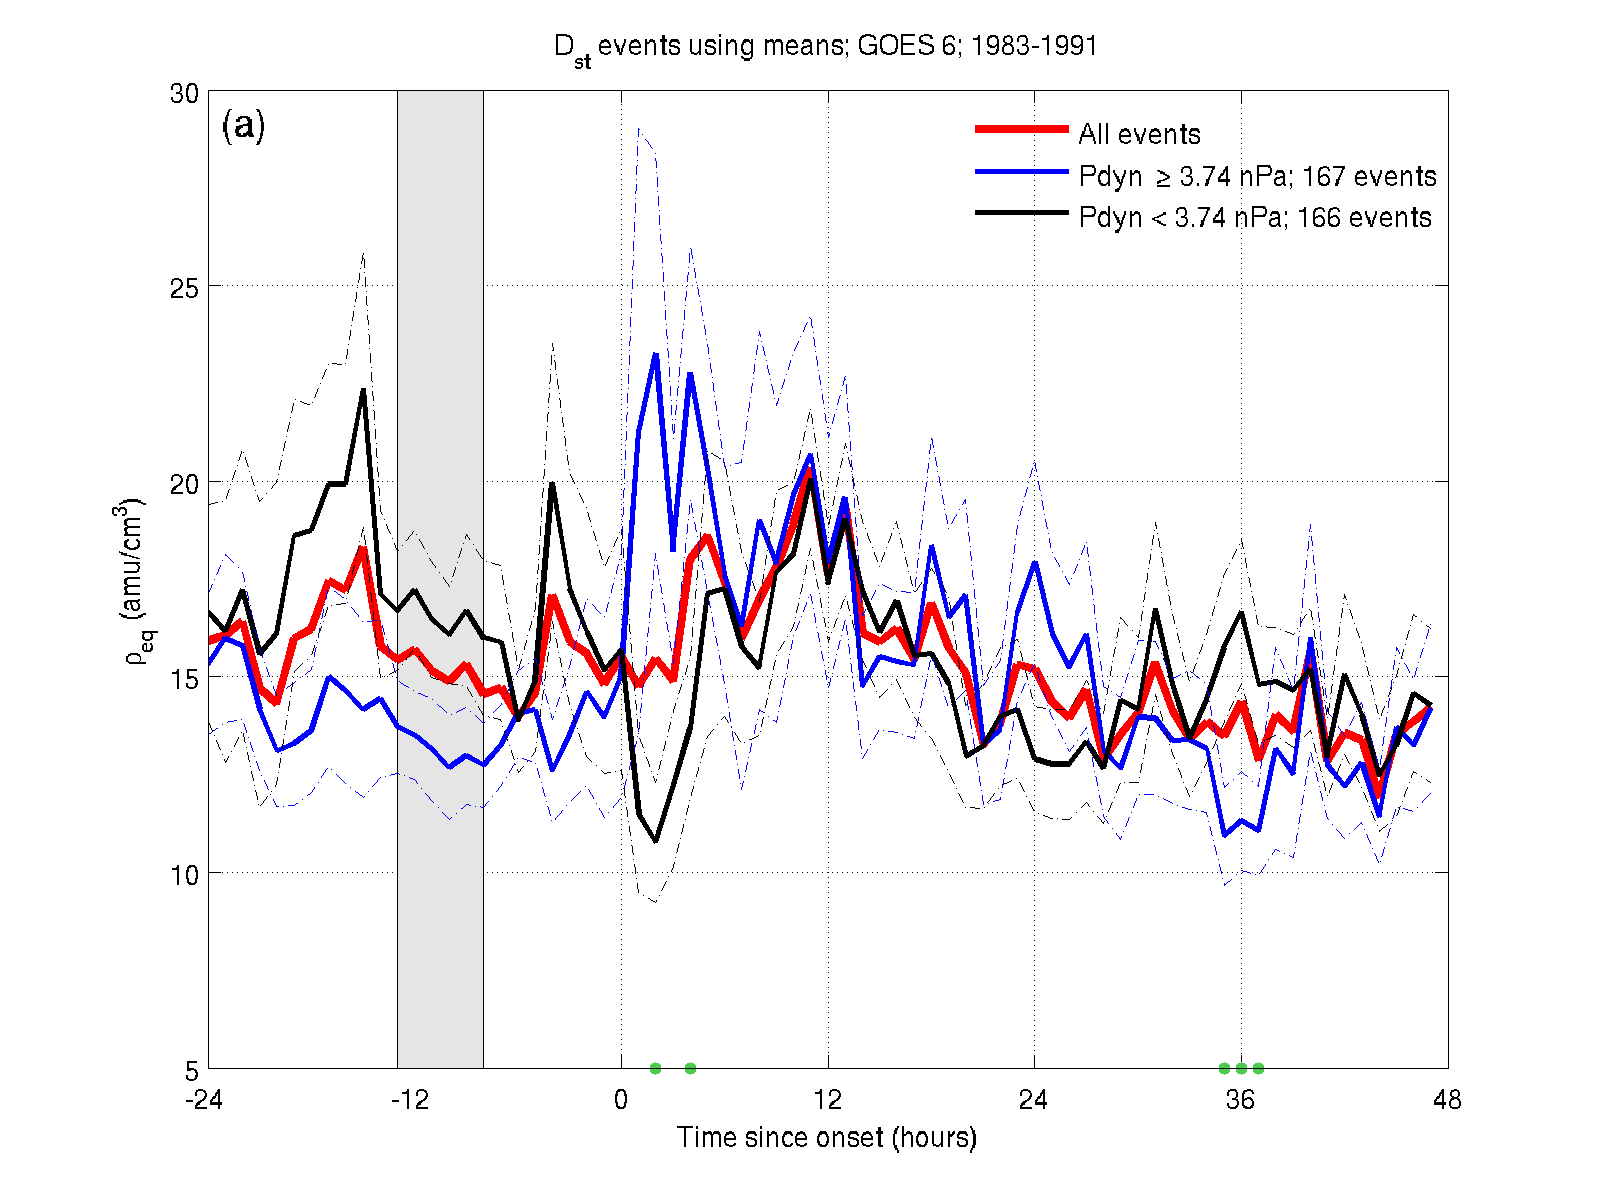 D_st events using means; GOES 6; 1983-1991
(a)
All events
Pdyn ≥ 3.74 nPa; 167 events
Pdyn < 3.74 nPa; 166 events
30
25
20
15
10
5
ρ_eq (amu/cm^3)
-24 -12 0 12 24 36 48
Time since onset (hours)